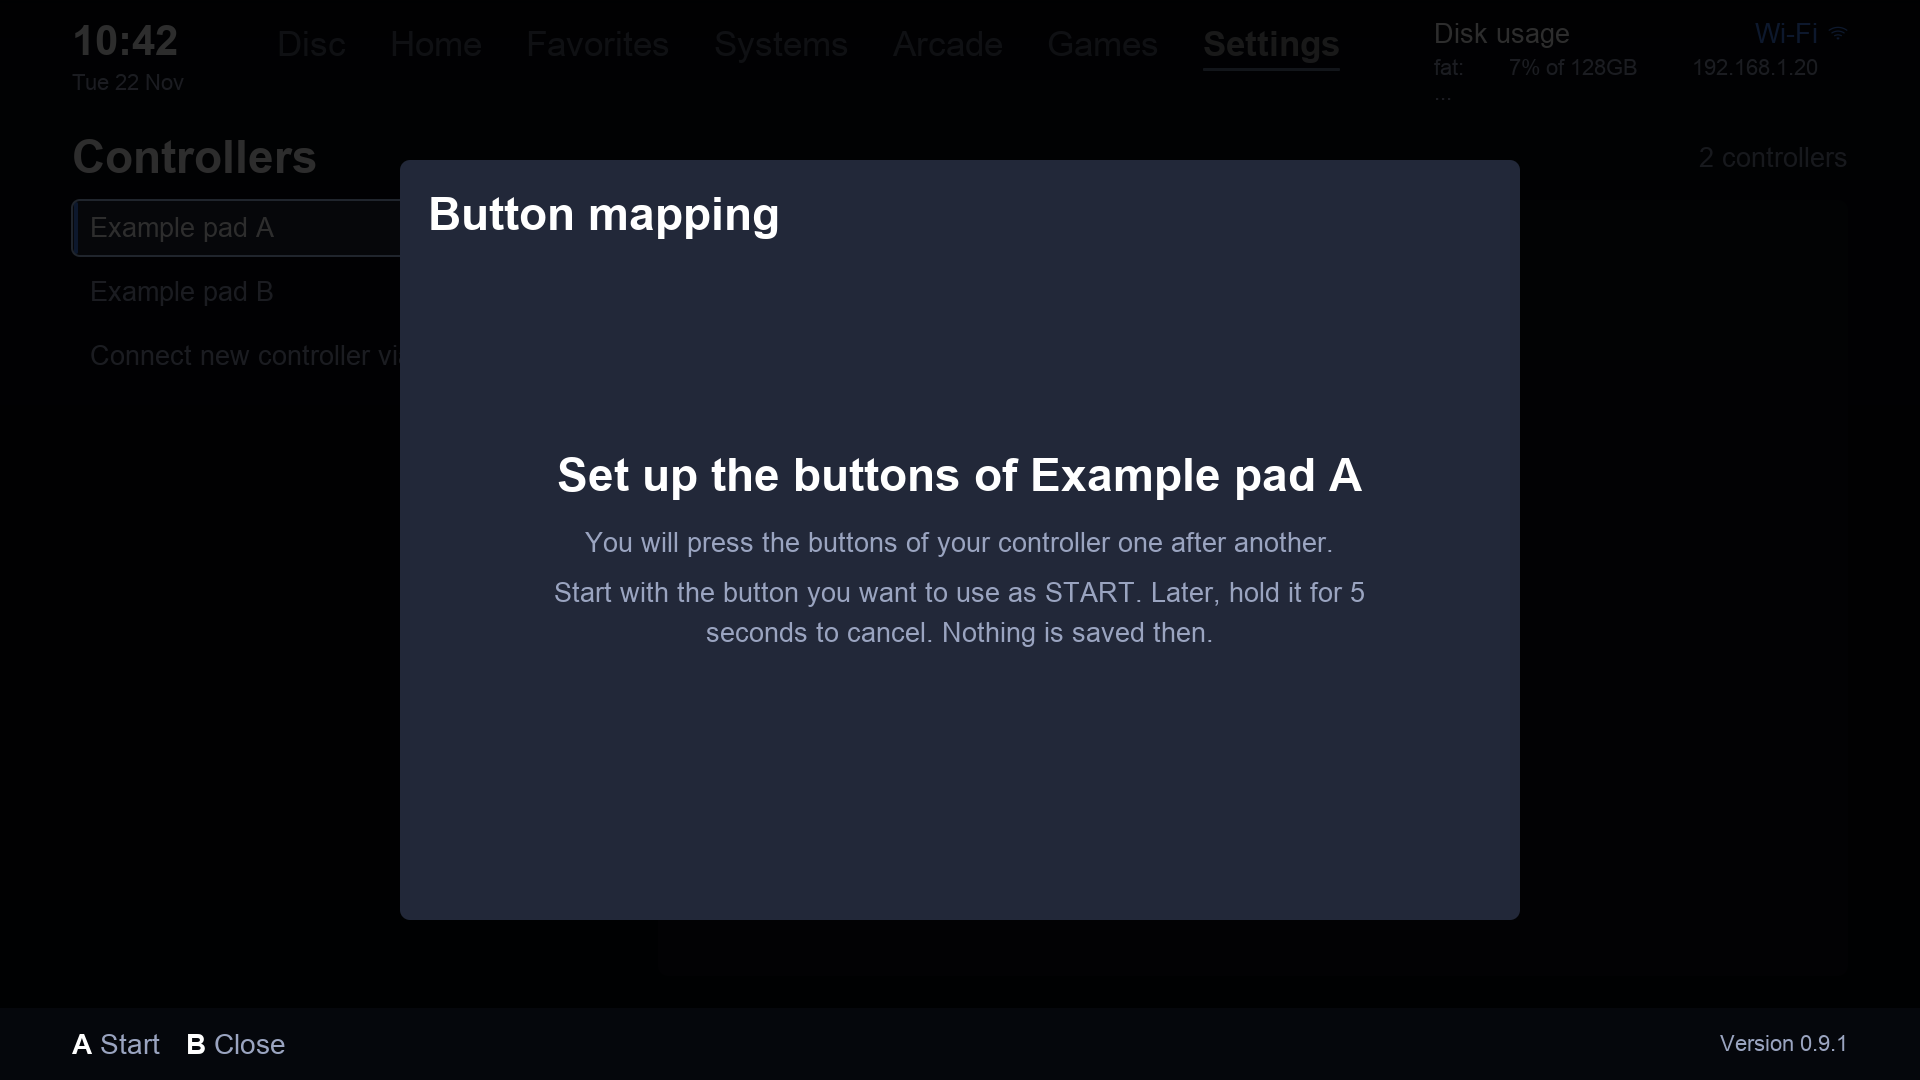 10:42
Tue 22 Nov
Disc Home Favorites Systems Arcade Games Settings
Disk usage
fat: 7% of 128GB
...
Wi-Fi
192.168.1.20
Controllers
2 controllers
Example pad A
Example pad B
Connect new controller via
Button mapping
Set up the buttons of Example pad A
You will press the buttons of your controller one after another.
Start with the button you want to use as START. Later, hold it for 5
seconds to cancel. Nothing is saved then.
A Start B Close
Version 0.9.1